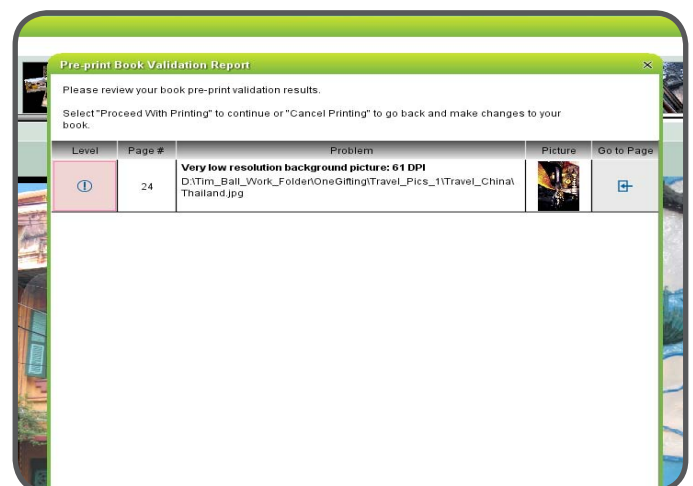 Pre-print Book Validation Report
Please review your book pre-print validation results.
Select "Proceed With Printing" to continue or "Cancel Printing" to go back and make changes to your
book.
Level Page # Problem Picture Go to Page
Very low resolution background picture: 61 DPI
24 D:\Tim_Ball_Work_Folder\OneGifting\Travel_Pics_1\Travel_China\
Thailand.jpg